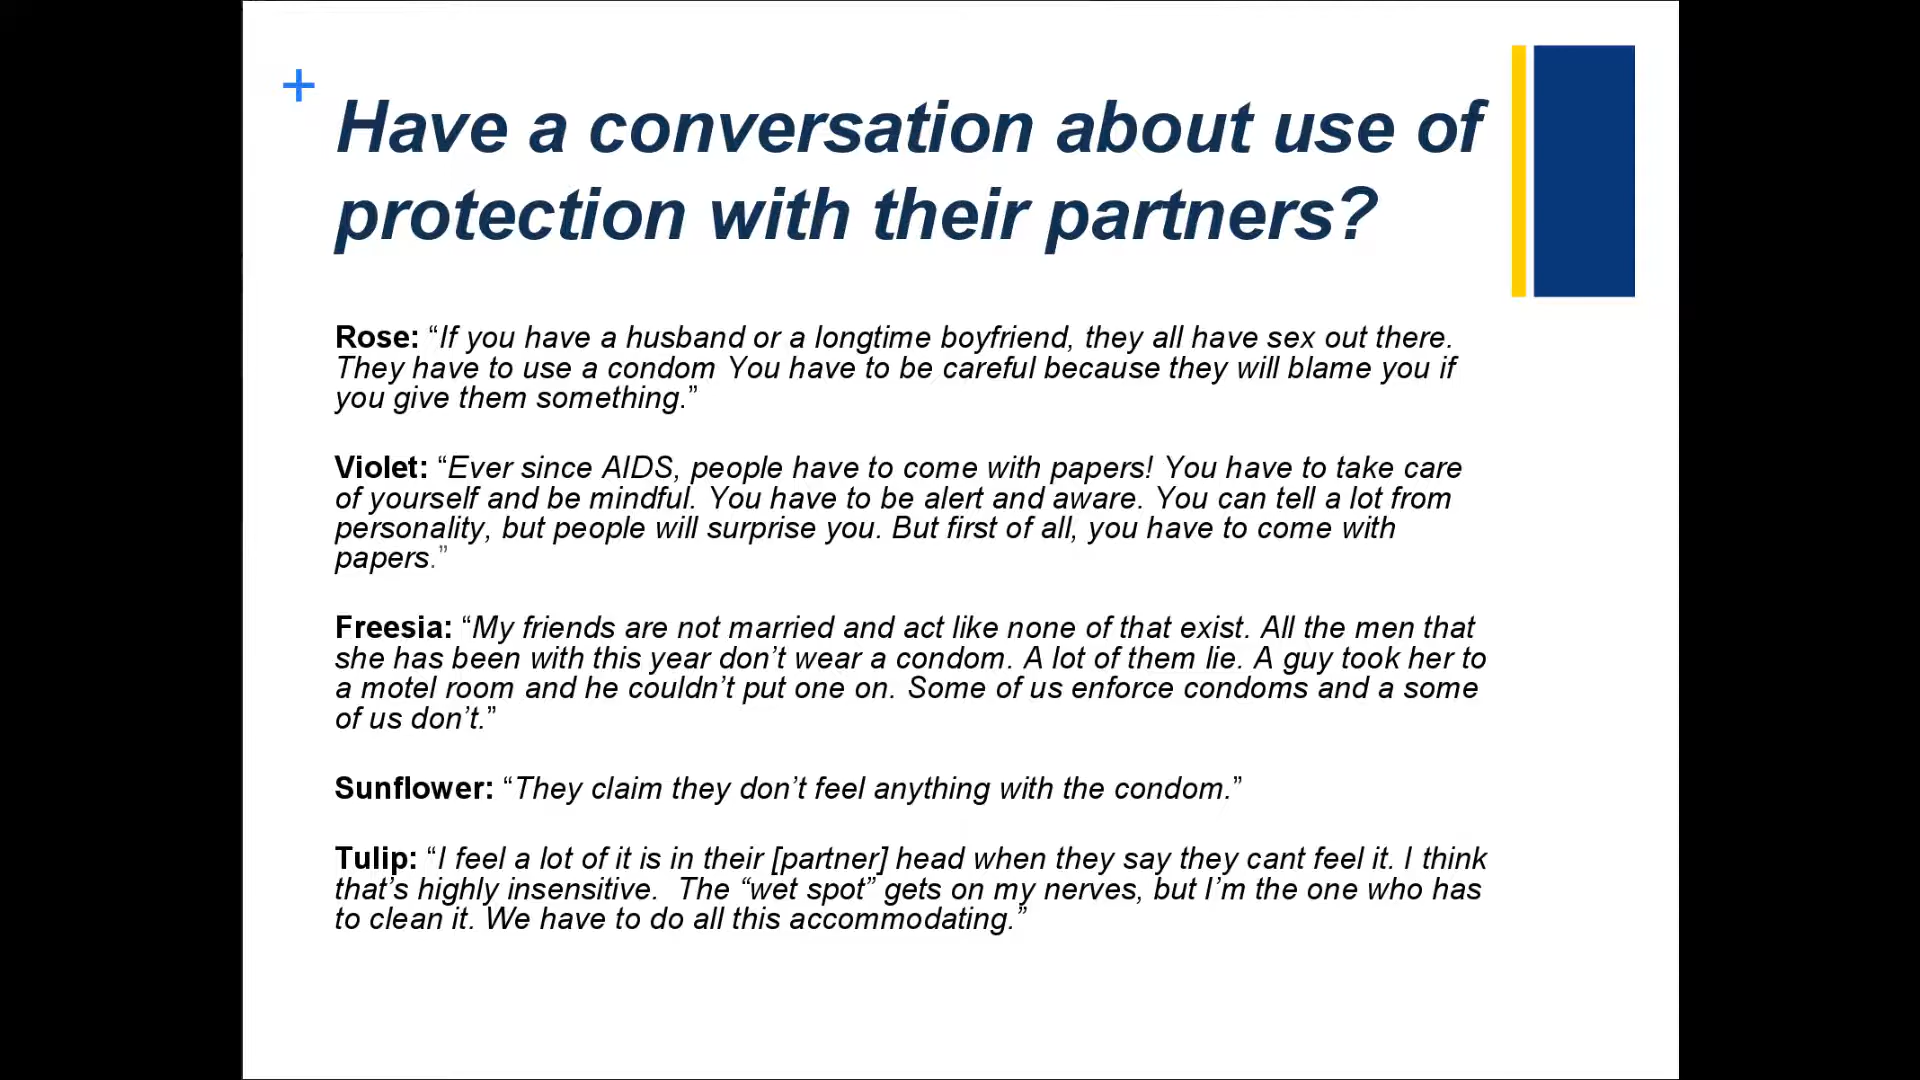 +
Have a conversation about use of
protection with their partners?
Rose: “If you have a husband or a longtime boyfriend, they all have sex out there.
They have to use a condom You have to be careful because they will blame you if
you give them something.”
Violet: “Ever since AIDS, people have to come with papers! You have to take care
of yourself and be mindful. You have to be alert and aware. You can tell a lot from
personality, but people will surprise you. But first of all, you have to come with
papers.”
Freesia: “My friends are not married and act like none of that exist. All the men that
she has been with this year don’t wear a condom. A lot of them lie. A guy took her to
a motel room and he couldn’t put one on. Some of us enforce condoms and a some
of us don’t.”
Sunflower: “They claim they don’t feel anything with the condom.”
Tulip: “I feel a lot of it is in their [partner] head when they say they cant feel it. I think
that’s highly insensitive.  The “wet spot” gets on my nerves, but I’m the one who has
to clean it. We have to do all this accommodating.”